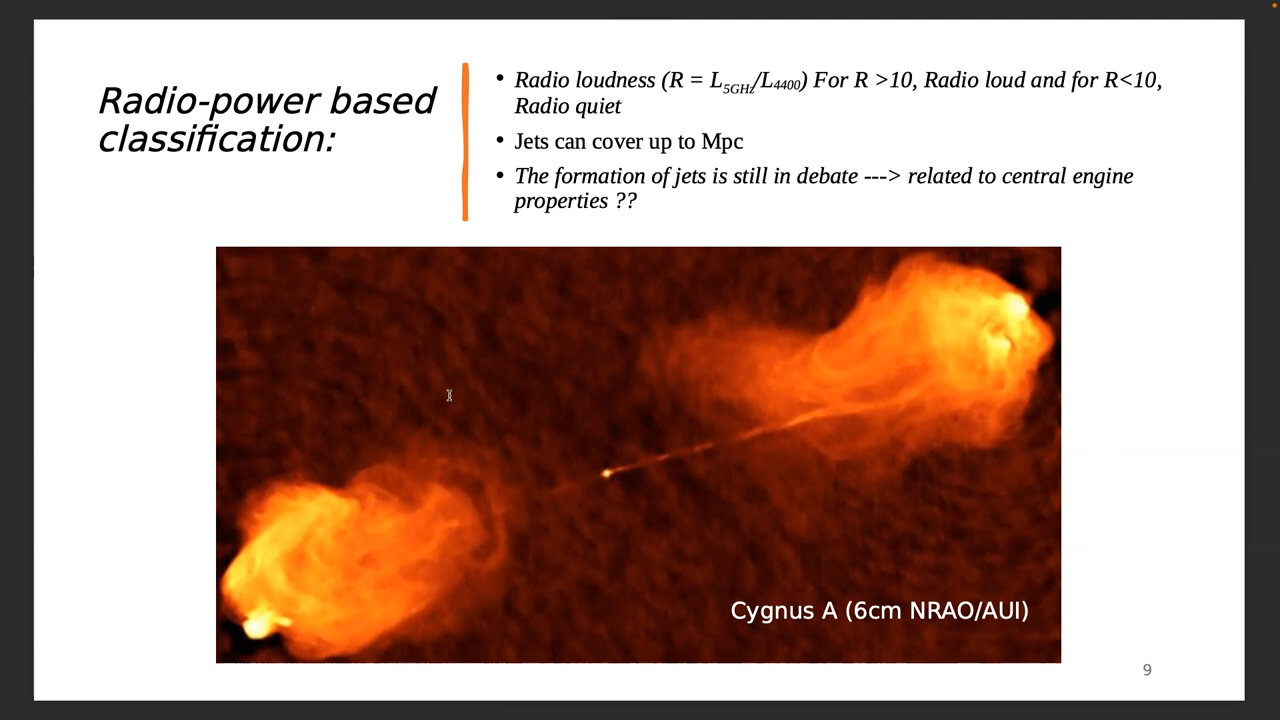 Radio-power based
classification:
• Radio loudness (R = L5GHz/L4400) For R >10, Radio loud and for R<10,
Radio quiet
• Jets can cover up to Mpc
• The formation of jets is still in debate ---> related to central engine
properties ??
Cygnus A (6cm NRAO/AUI)
9